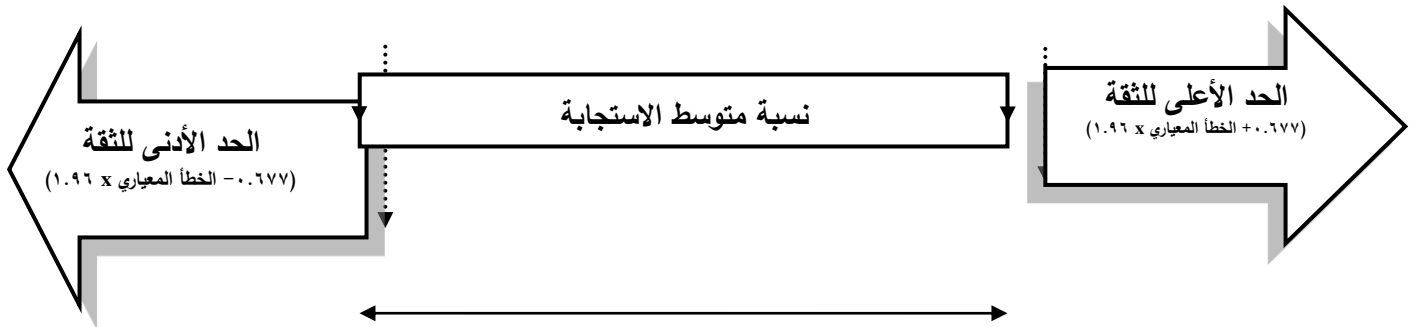 الحد الأعلى للثقة
(٠.٦٧٧+ الخطأ المعياري x ١.٩٦)
نسبة متوسط الاستجابة
الحد الأدنى للثقة
(٠.٦٧٧− الخطأ المعياري x ١.٩٦)